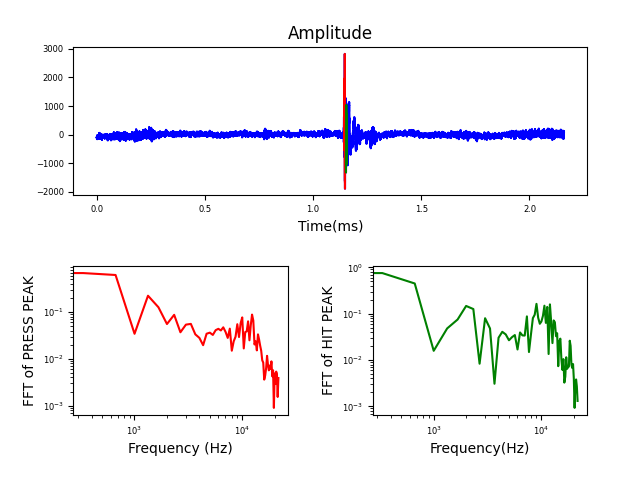 Amplitude
3000
2000
1000
0
−1000
−2000
0.0 0.5 1.0 1.5 2.0
Time(ms)
FFT of PRESS PEAK
10⁻¹
10⁻²
10⁻³
10³ 10⁴
Frequency (Hz)
FFT of HIT PEAK
10⁰
10⁻¹
10⁻²
10⁻³
10³ 10⁴
Frequency(Hz)